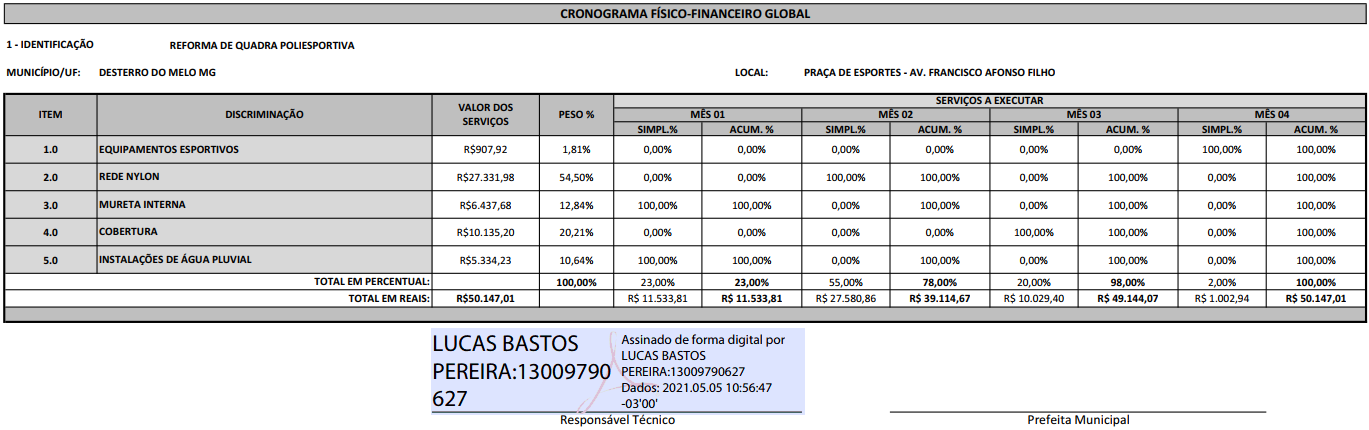 CRONOGRAMA FÍSICO-FINANCEIRO GLOBAL
1 - IDENTIFICAÇÃO REFORMA DE QUADRA POLIESPORTIVA
MUNICÍPIO/UF: DESTERRO DO MELO MG LOCAL: PRAÇA DE ESPORTES - AV. FRANCISCO AFONSO FILHO
ITEM DISCRIMINAÇÃO VALOR DOS SERVIÇOS PESO % SERVIÇOS A EXECUTAR
MÊS 01 MÊS 02 MÊS 03 MÊS 04
SIMPL.% ACUM. % SIMPL.% ACUM. % SIMPL.% ACUM. % SIMPL.% ACUM. %
1.0 EQUIPAMENTOS ESPORTIVOS R$907,92 1,81% 0,00% 0,00% 0,00% 0,00% 0,00% 0,00% 100,00% 100,00%
2.0 REDE NYLON R$27.331,98 54,50% 0,00% 0,00% 100,00% 100,00% 0,00% 100,00% 0,00% 100,00%
3.0 MURETA INTERNA R$6.437,68 12,84% 100,00% 100,00% 0,00% 100,00% 0,00% 100,00% 0,00% 100,00%
4.0 COBERTURA R$10.135,20 20,21% 0,00% 0,00% 0,00% 0,00% 100,00% 100,00% 0,00% 100,00%
5.0 INSTALAÇÕES DE ÁGUA PLUVIAL R$5.334,23 10,64% 100,00% 100,00% 0,00% 100,00% 0,00% 100,00% 0,00% 100,00%
TOTAL EM PERCENTUAL: 100,00% 23,00% 23,00% 55,00% 78,00% 20,00% 98,00% 2,00% 100,00%
TOTAL EM REAIS: R$50.147,01 R$ 11.533,81 R$ 11.533,81 R$ 27.580,86 R$ 39.114,67 R$ 10.029,40 R$ 49.144,07 R$ 1.002,94 R$ 50.147,01
LUCAS BASTOS
PEREIRA:13009790
627
Assinado de forma digital por
LUCAS BASTOS
PEREIRA:13009790627
Dados: 2021.05.05 10:56:47
-03'00'
Responsável Técnico Prefeita Municipal